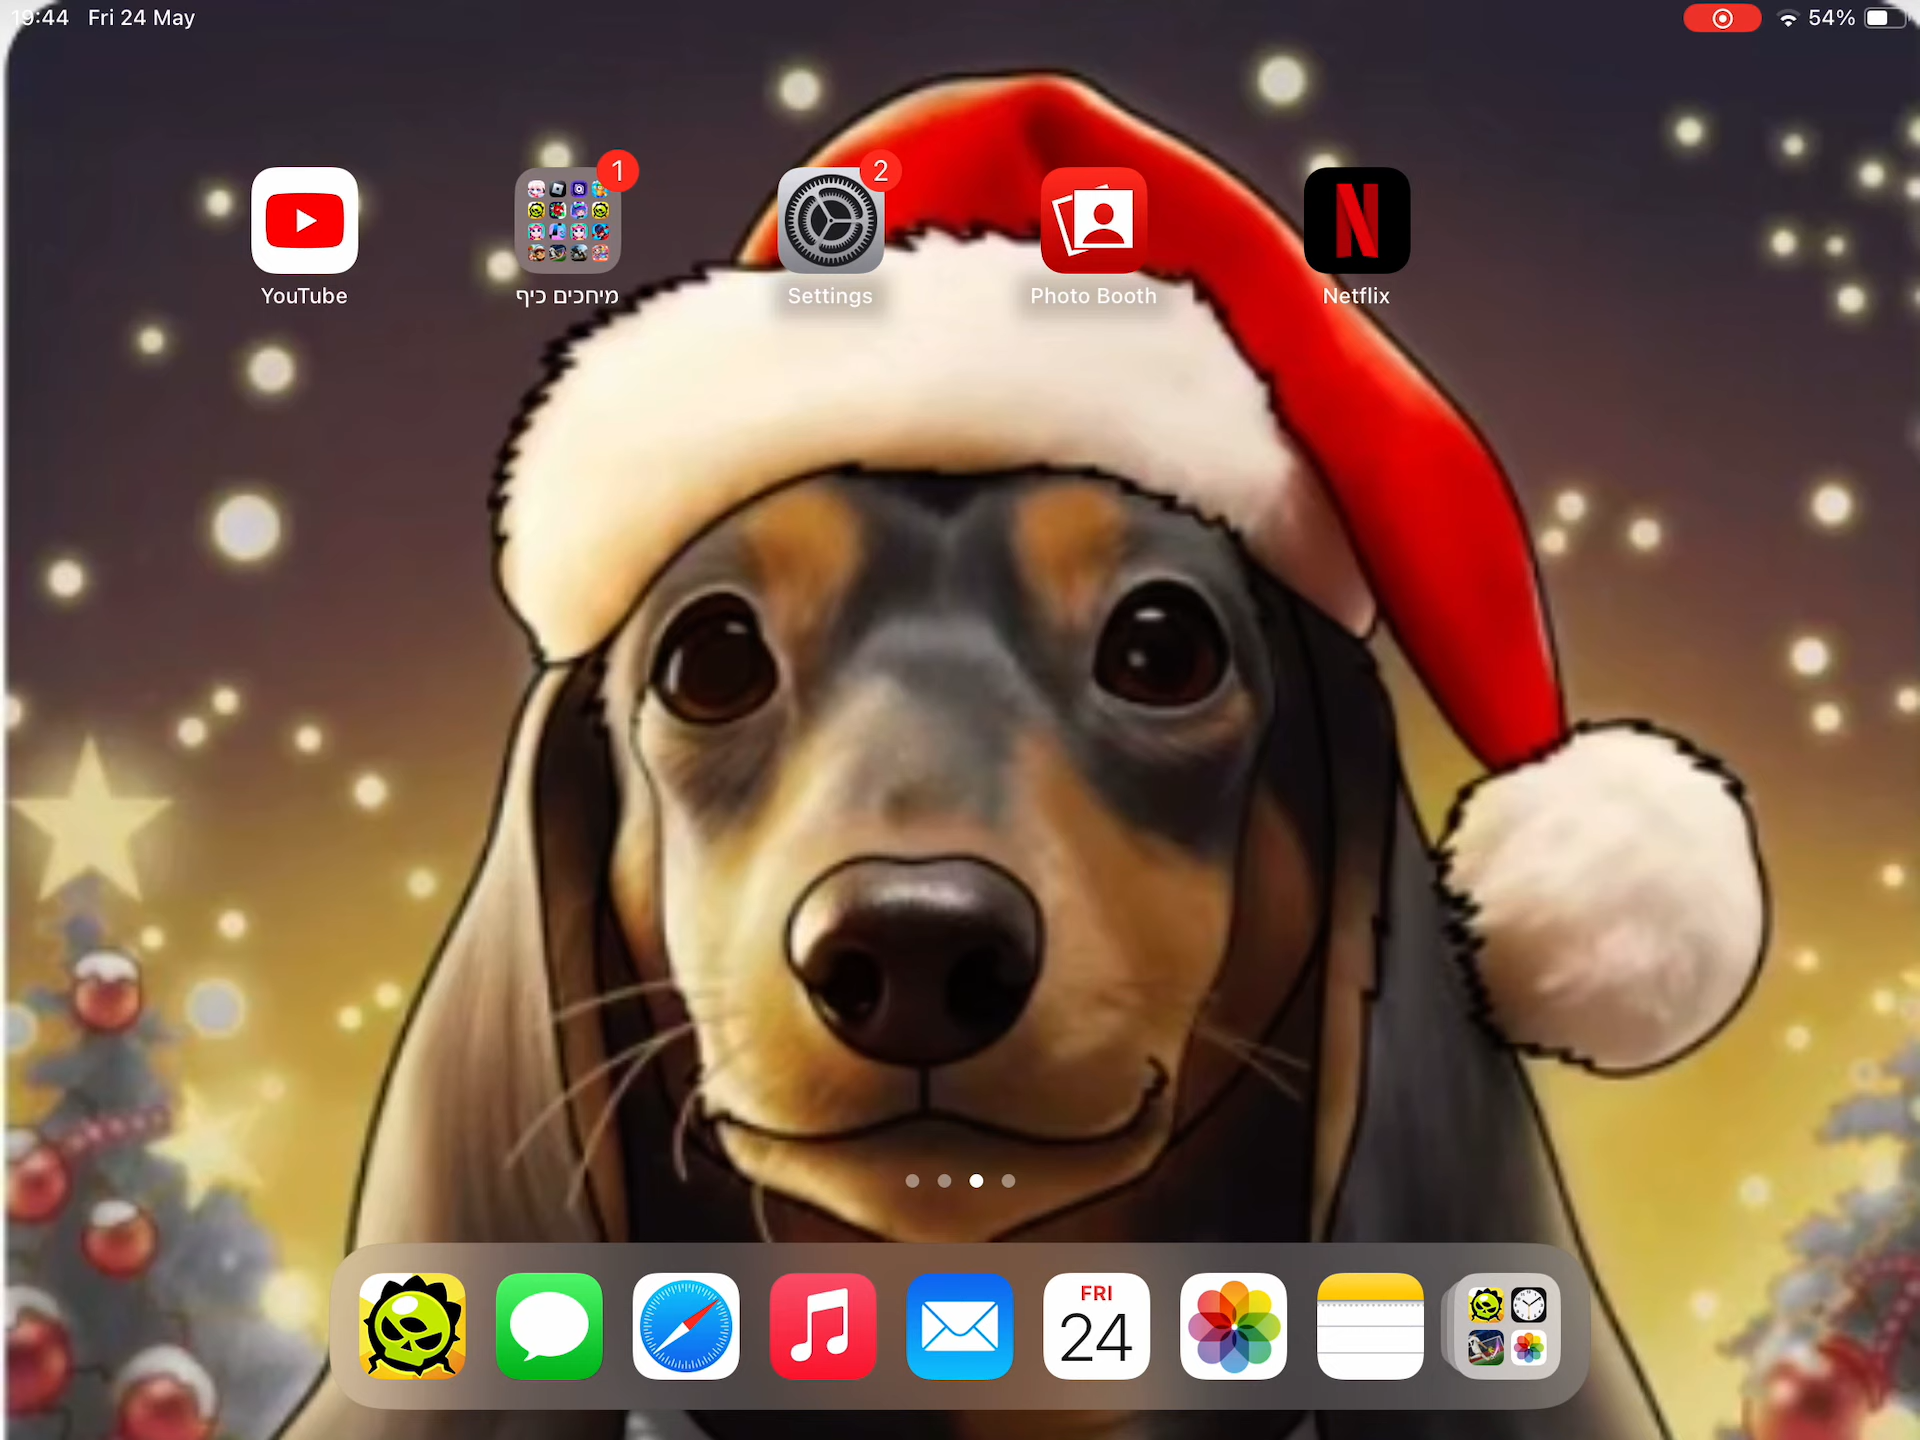 19:44 Fri 24 May
54%
1
2
YouTube
מיחכים כיף
Settings
Photo Booth
N
Netflix
FRI
24